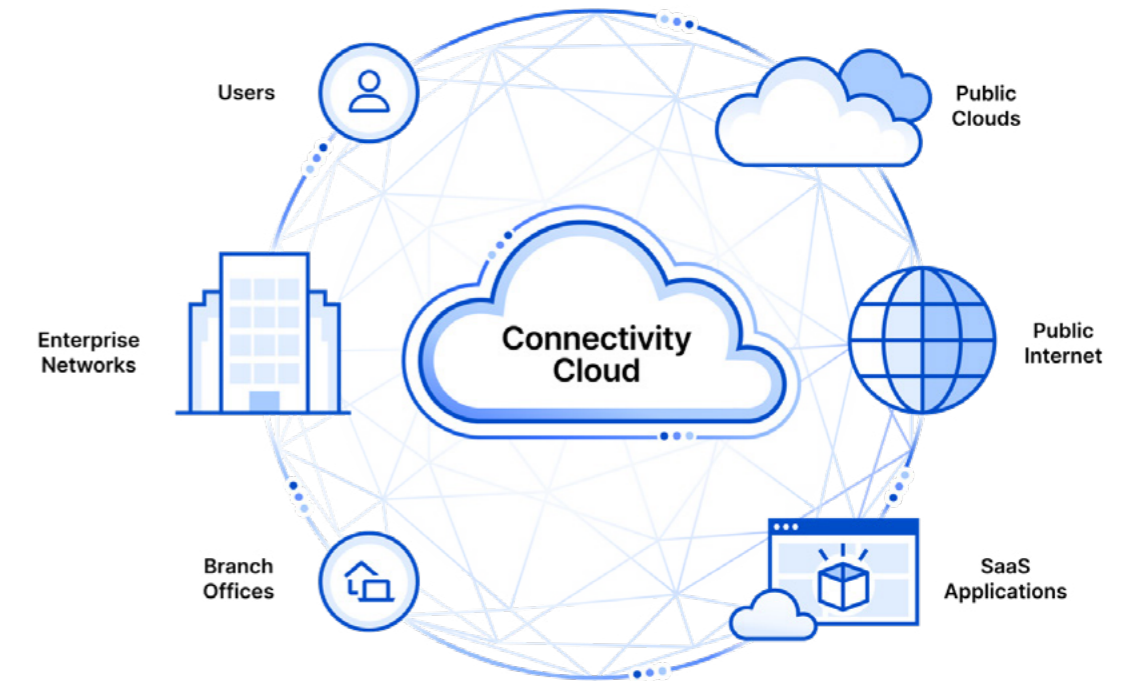 Users
Public
Clouds
Enterprise
Networks
Connectivity
Cloud
Public
Internet
Branch
Offices
SaaS
Applications